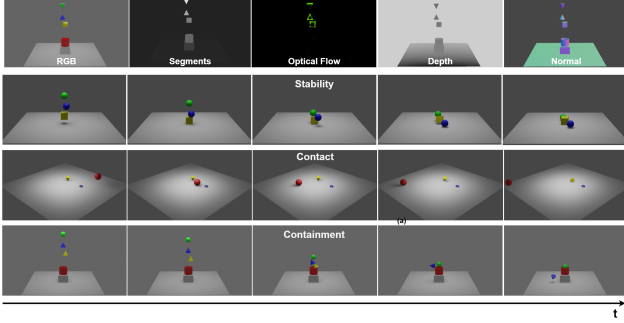 RGB Segments Optical Flow Depth Normal
Stability
Contact
(a)
Containment
t